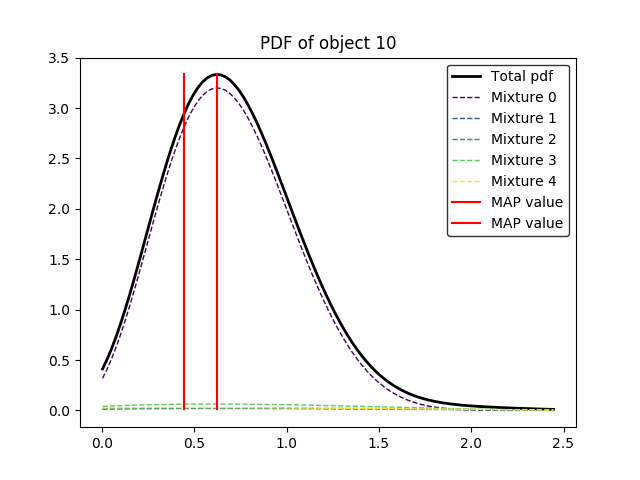 PDF of object 10
Total pdf
Mixture 0
Mixture 1
Mixture 2
Mixture 3
Mixture 4
MAP value
MAP value
3.5
3.0
2.5
2.0
1.5
1.0
0.5
0.0
0.0 0.5 1.0 1.5 2.0 2.5